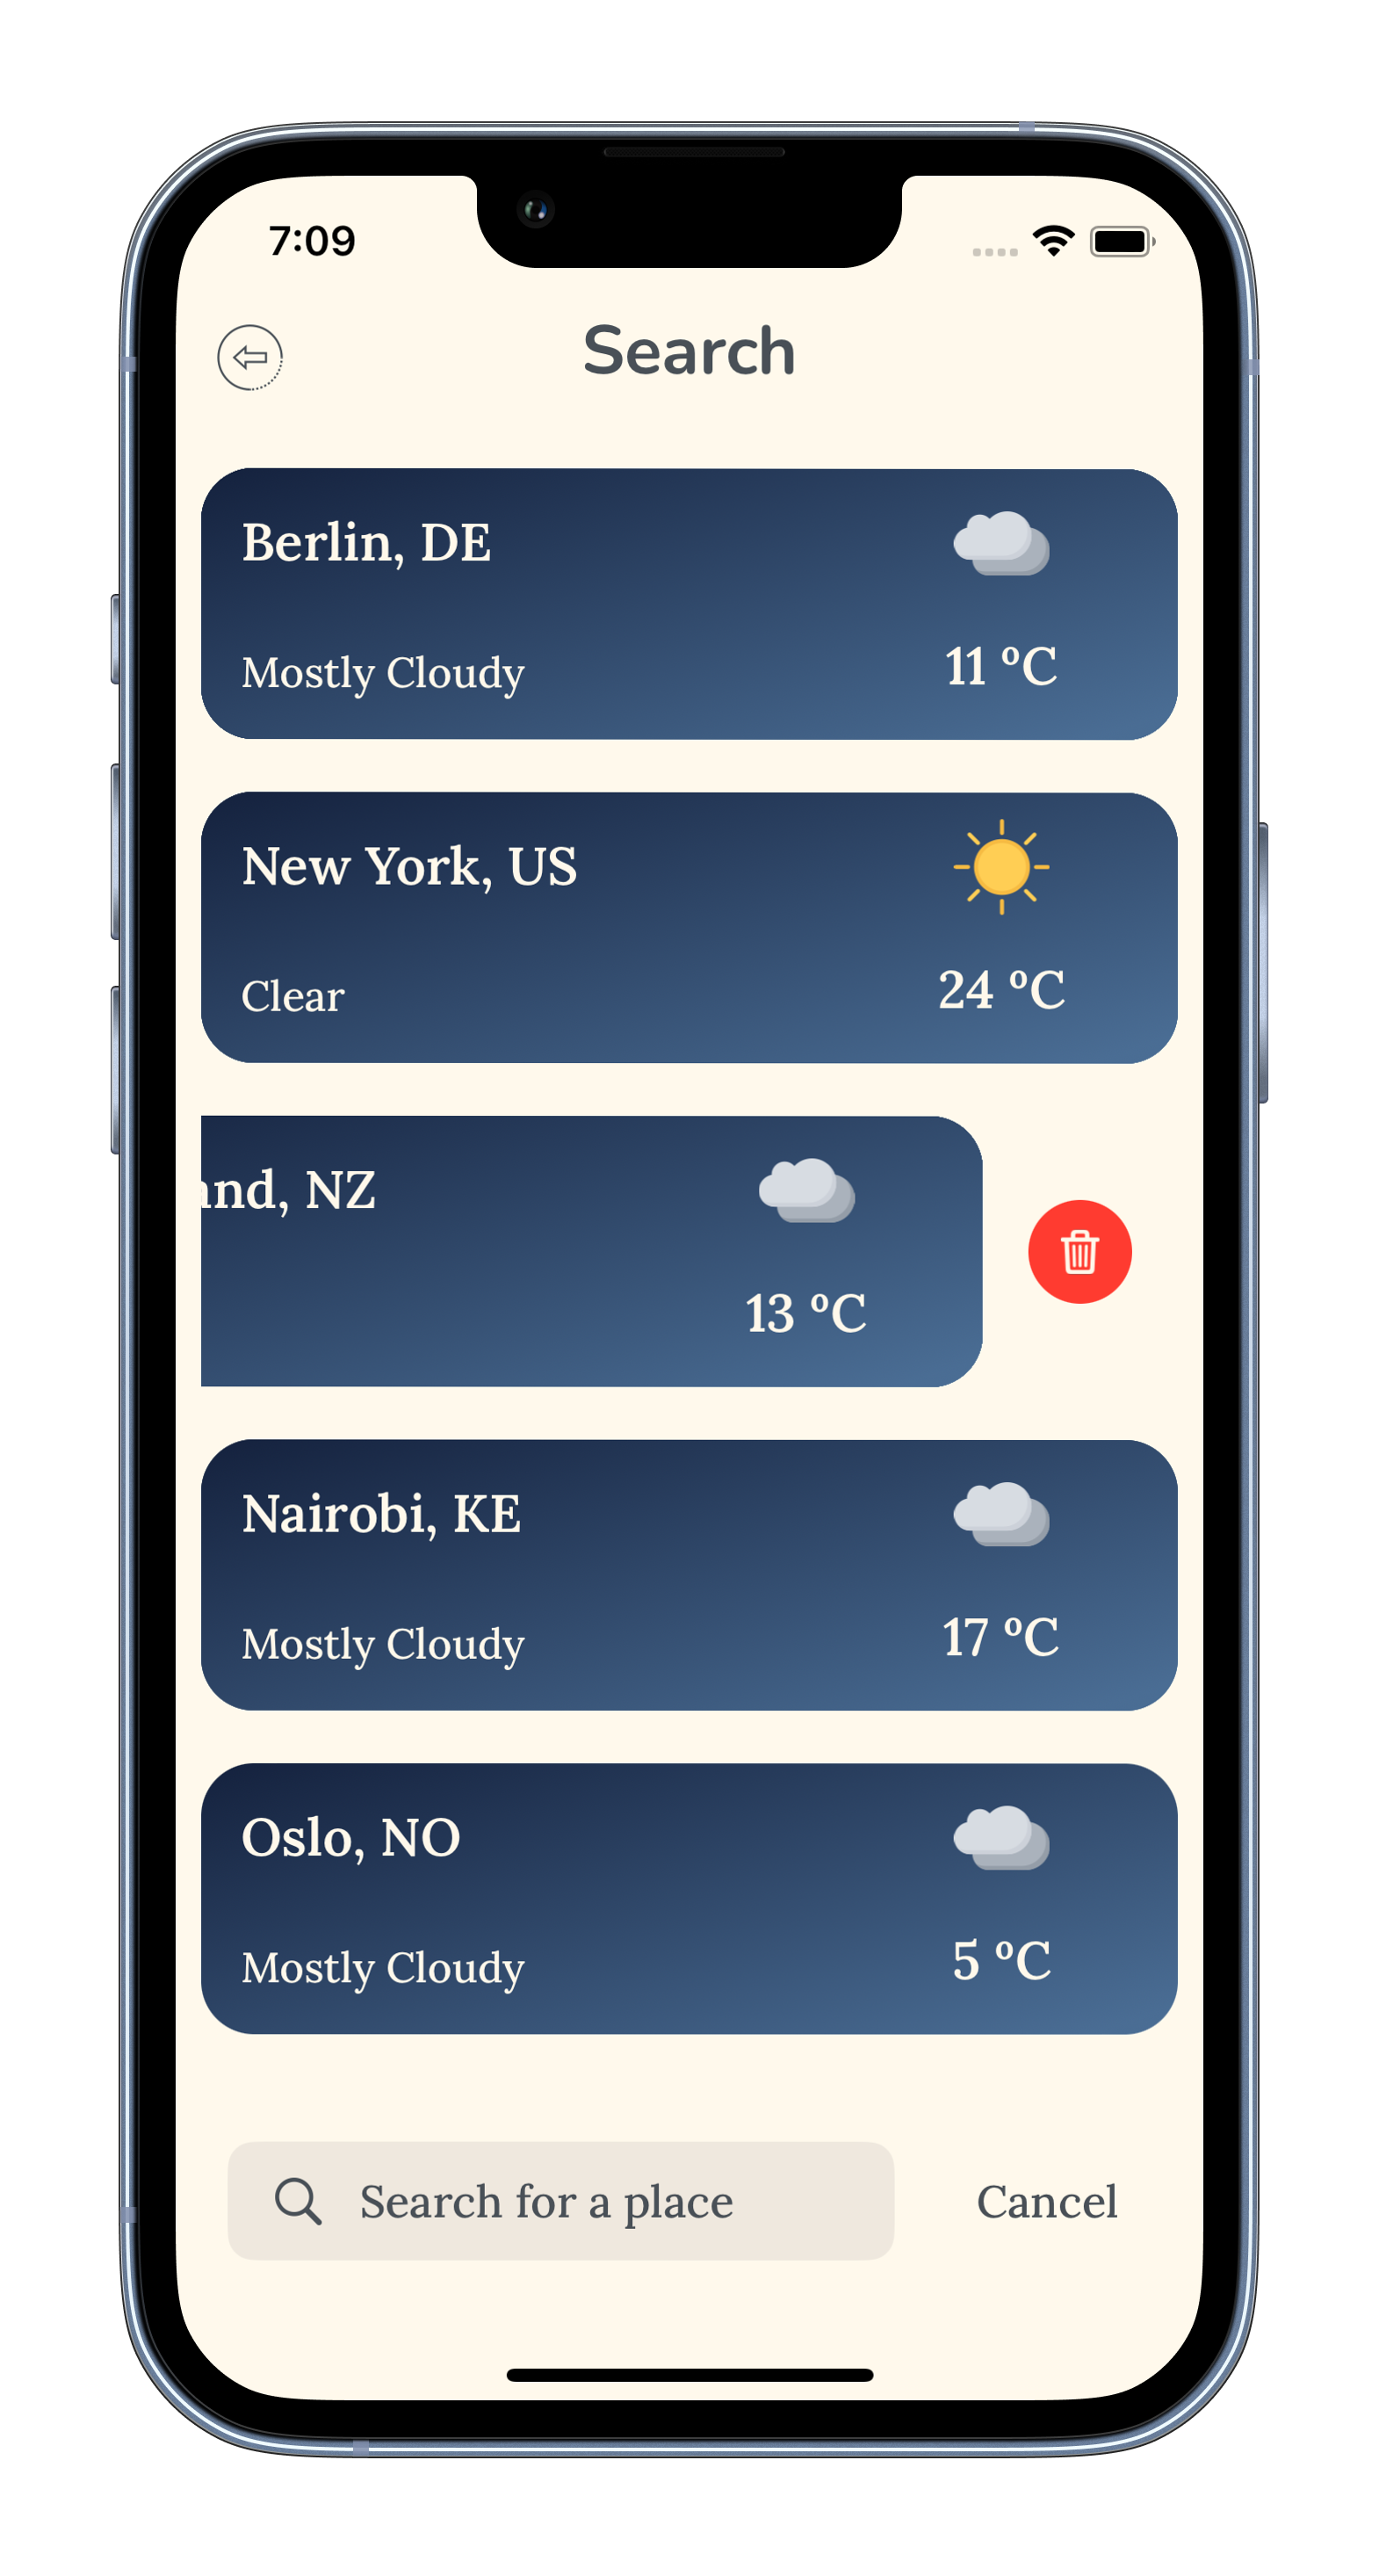 7:09
Search
Berlin, DE
Mostly Cloudy
11 °C
New York, US
Clear
24 °C
and, NZ
13 °C
Nairobi, KE
Mostly Cloudy
17 °C
Oslo, NO
Mostly Cloudy
5 °C
Search for a place
Cancel